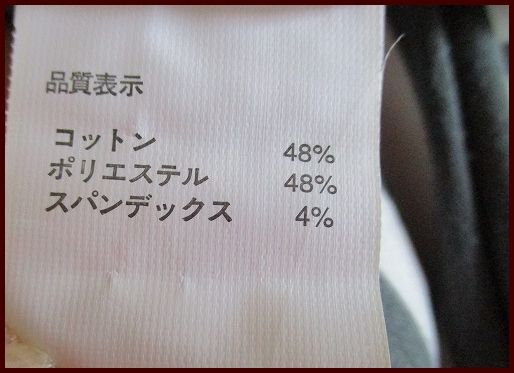 品質表示
コットン 48%
ポリエステル 48%
スパンデックス 4%